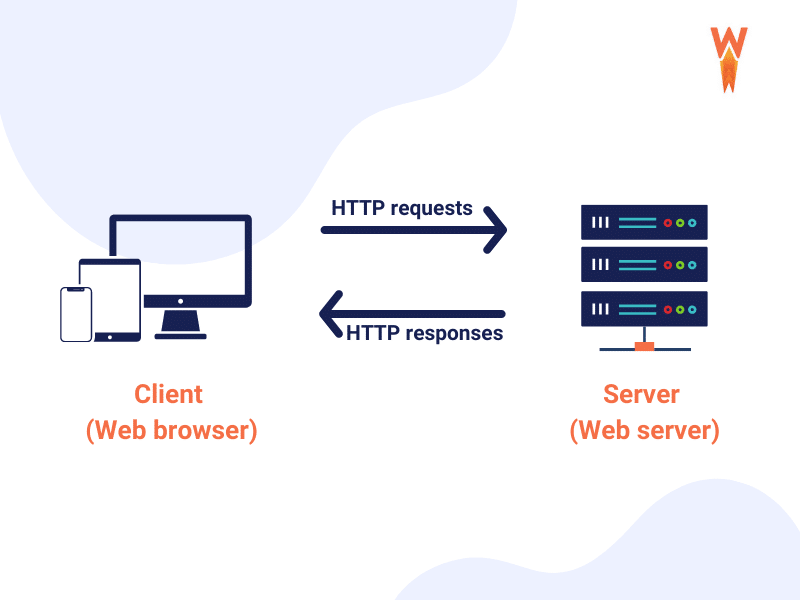 W
HTTP requests
HTTP responses
Client
(Web browser)
Server
(Web server)